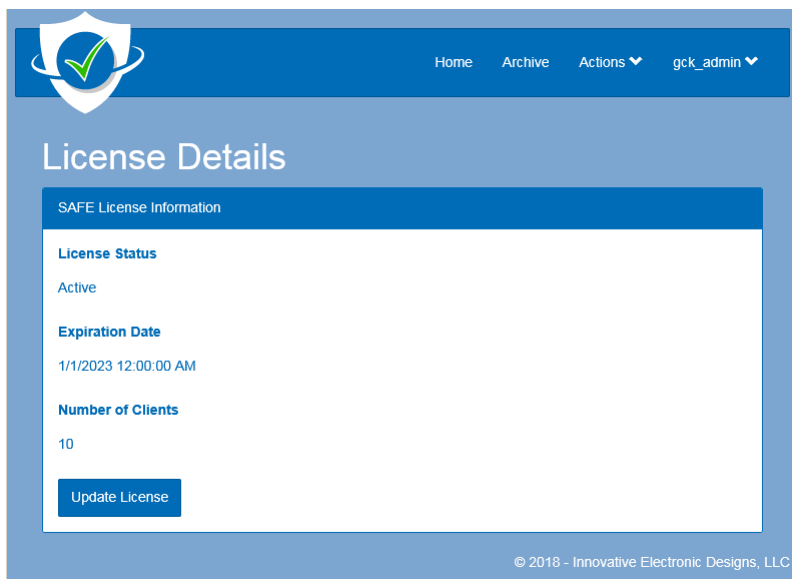 Home Archive Actions gck_admin
License Details
SAFE License Information
License Status
Active
Expiration Date
1/1/2023 12:00:00 AM
Number of Clients
10
Update License
© 2018 - Innovative Electronic Designs, LLC